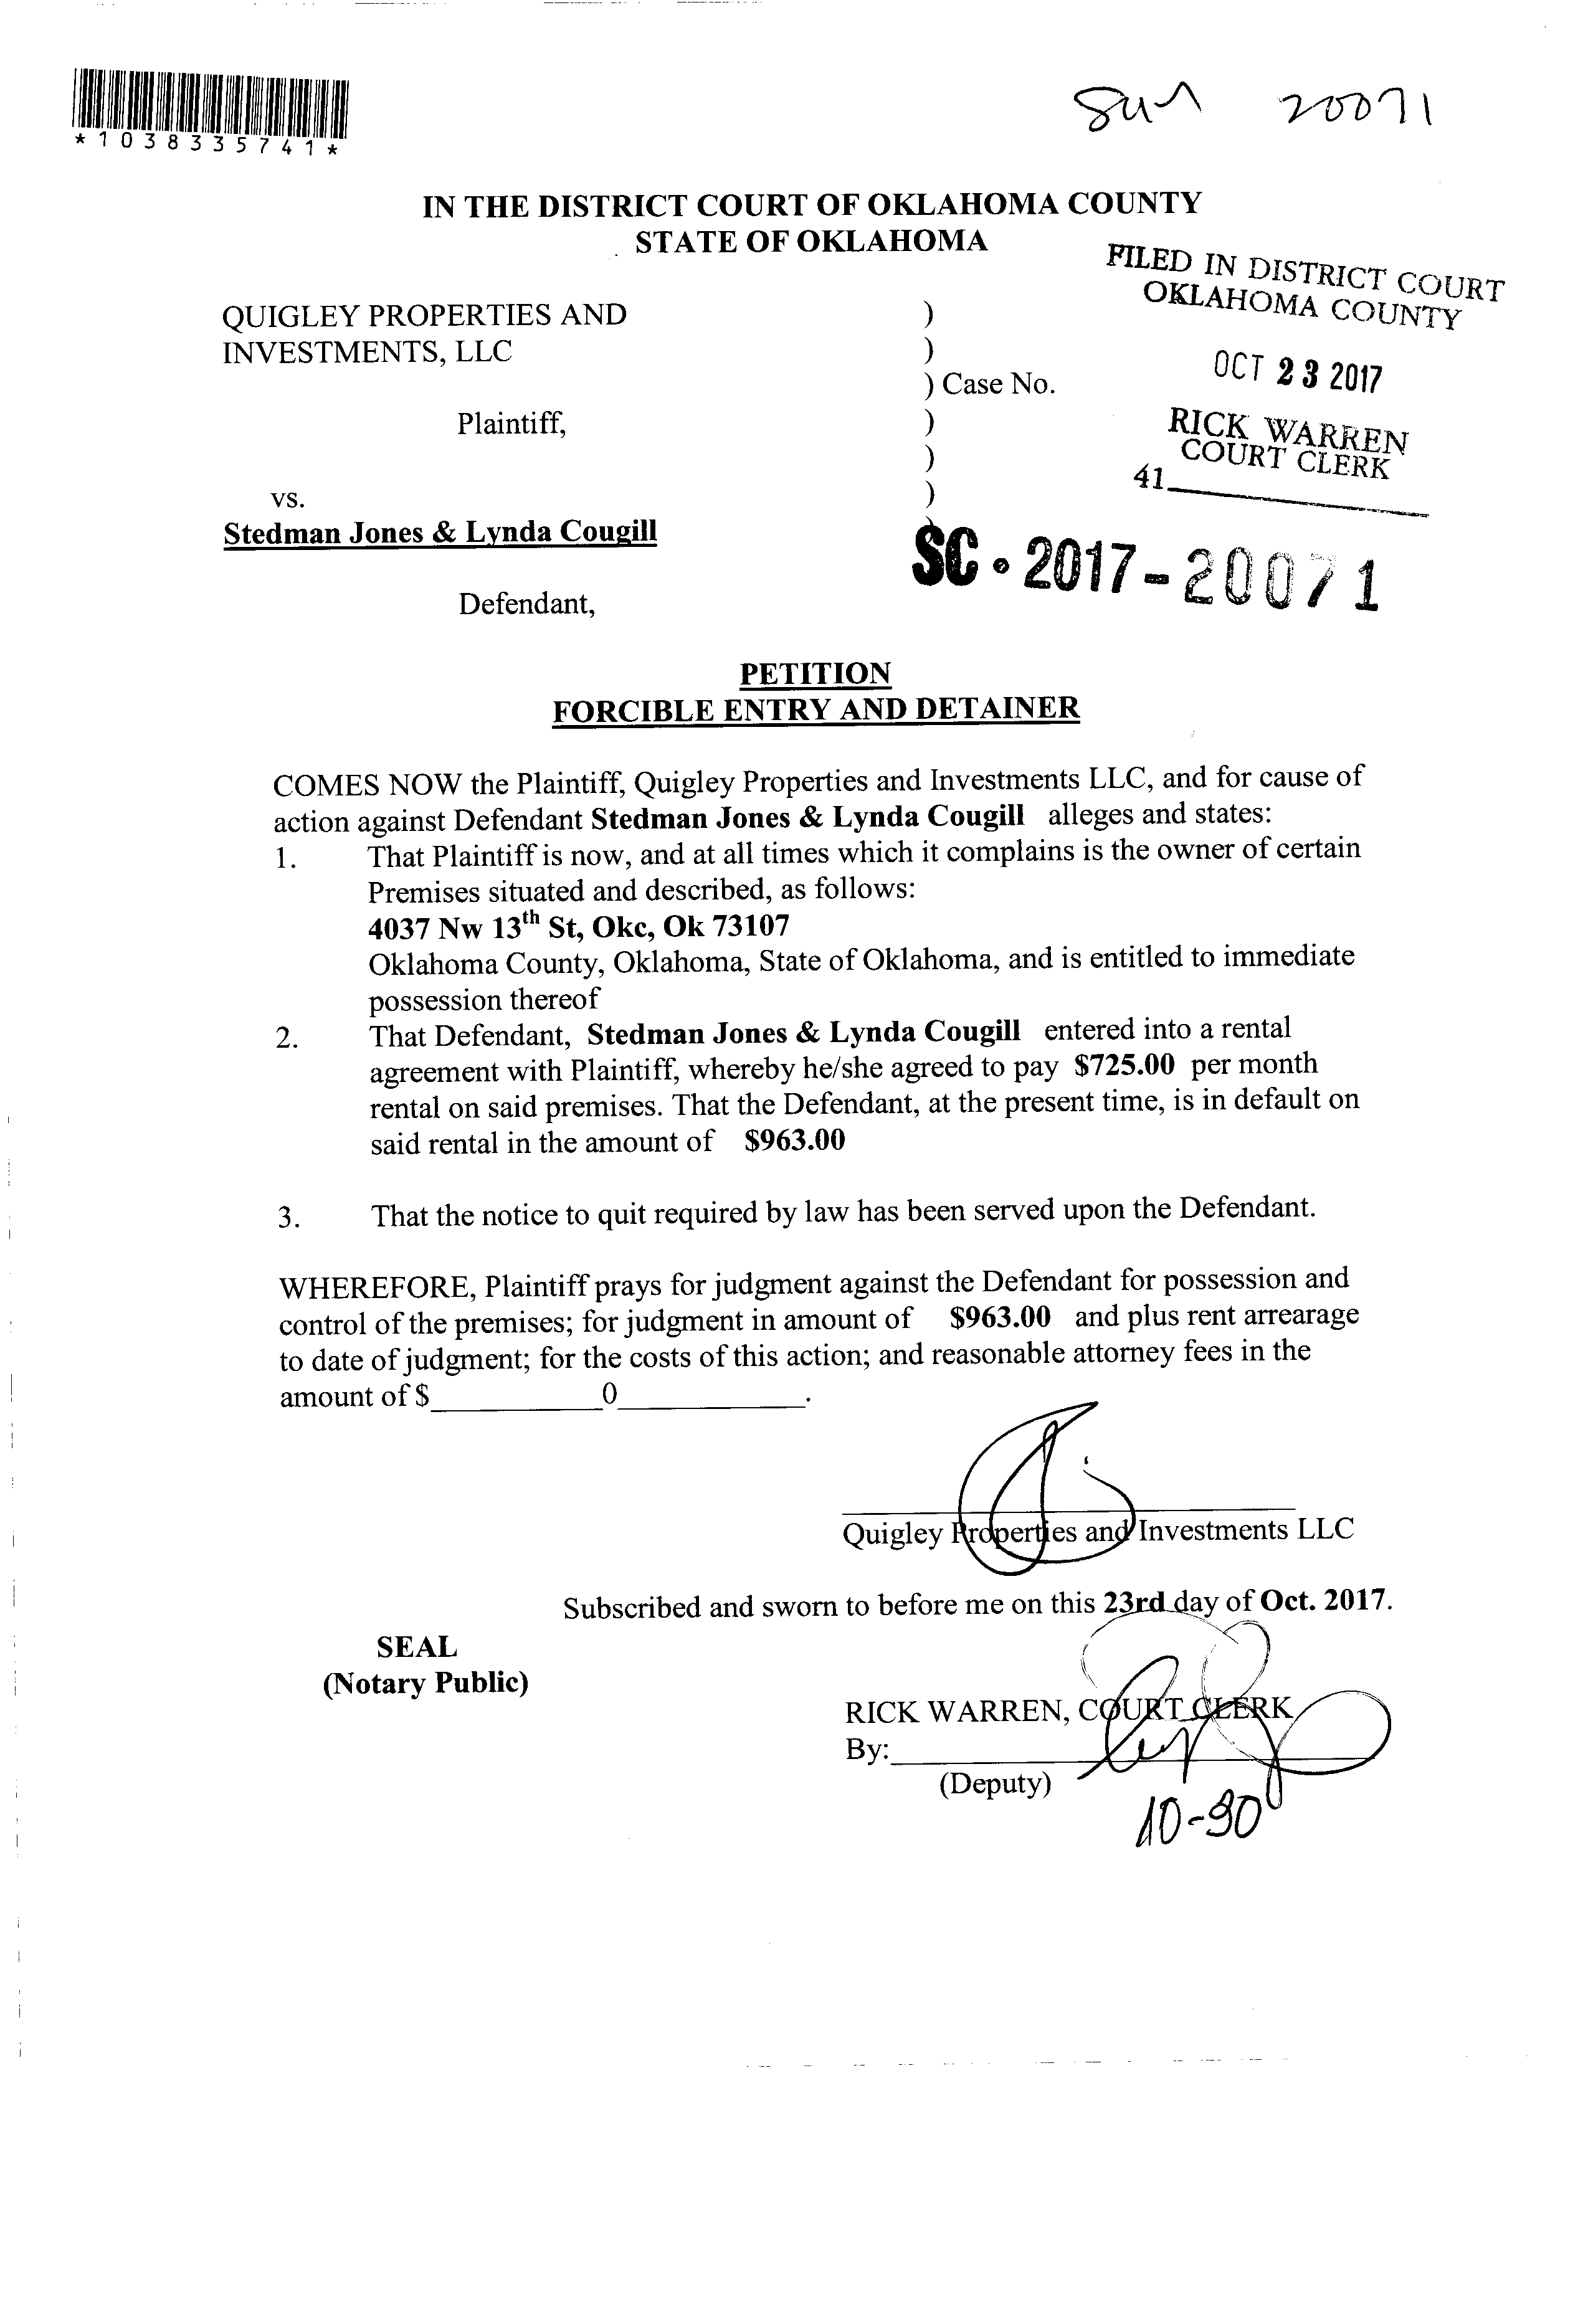 *1038335741*
20071
IN THE DISTRICT COURT OF OKLAHOMA COUNTY
STATE OF OKLAHOMA
FILED IN DISTRICT COURT
OKLAHOMA COUNTY
QUIGLEY PROPERTIES AND )
INVESTMENTS, LLC )
OCT 23 2017
) Case No.
Plaintiff, )
RICK WARREN
COURT CLERK
)
41
vs. )
Stedman Jones & Lynda Cougill )
SC • 2017-20071
Defendant,
PETITION
FORCIBLE ENTRY AND DETAINER
COMES NOW the Plaintiff, Quigley Properties and Investments LLC, and for cause of
action against Defendant Stedman Jones & Lynda Cougill alleges and states:
1. That Plaintiff is now, and at all times which it complains is the owner of certain
Premises situated and described, as follows:
4037 Nw 13th St, Okc, Ok 73107
Oklahoma County, Oklahoma, State of Oklahoma, and is entitled to immediate
possession thereof
2. That Defendant, Stedman Jones & Lynda Cougill entered into a rental
agreement with Plaintiff, whereby he/she agreed to pay $725.00 per month
rental on said premises. That the Defendant, at the present time, is in default on
said rental in the amount of $963.00
3. That the notice to quit required by law has been served upon the Defendant.
WHEREFORE, Plaintiff prays for judgment against the Defendant for possession and
control of the premises; for judgment in amount of $963.00 and plus rent arrearage
to date of judgment; for the costs of this action; and reasonable attorney fees in the
amount of $__________0___________.
Quigley Properties and Investments LLC
Subscribed and sworn to before me on this 23rd day of Oct. 2017.
SEAL
(Notary Public)
RICK WARREN, COURT CLERK
By:
(Deputy)
10-30